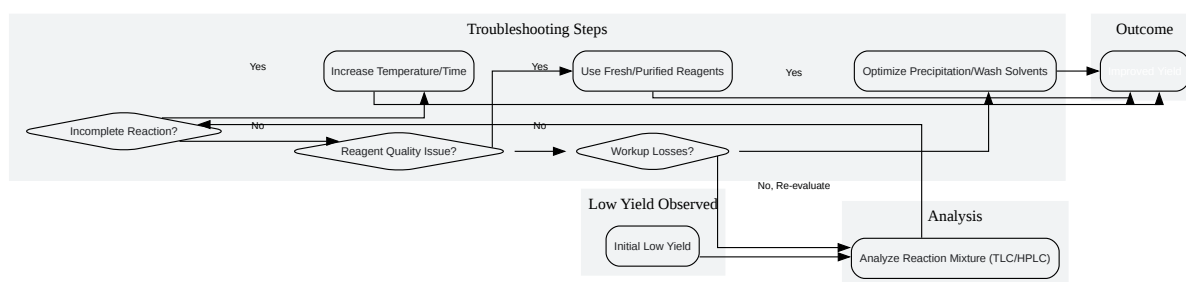 Troubleshooting Steps
Outcome
Yes
Increase Temperature/Time
Yes
Use Fresh/Purified Reagents
Yes
Optimize Precipitation/Wash Solvents
Improved Yield
Incomplete Reaction?
No
Reagent Quality Issue?
No
Workup Losses?
No, Re-evaluate
Low Yield Observed
Analysis
Initial Low Yield
Analyze Reaction Mixture (TLC/HPLC)